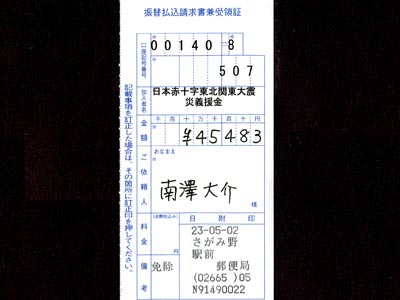 振替払込請求書兼受領証
口座記号番号
00140 8
507
加入者名
日本赤十字東北関東大震
災義援金
金額
千 百 十 万 千 百 十 円
¥45483
ご依頼人
おなまえ
南澤大介
様
料金
(消費税込み)
円
備考
免除
日附印
23-05-02
さがみ野
駅前
郵便局
(02665)05
N91490022
記載事項を訂正した場合は、その箇所に訂正印を押してください。